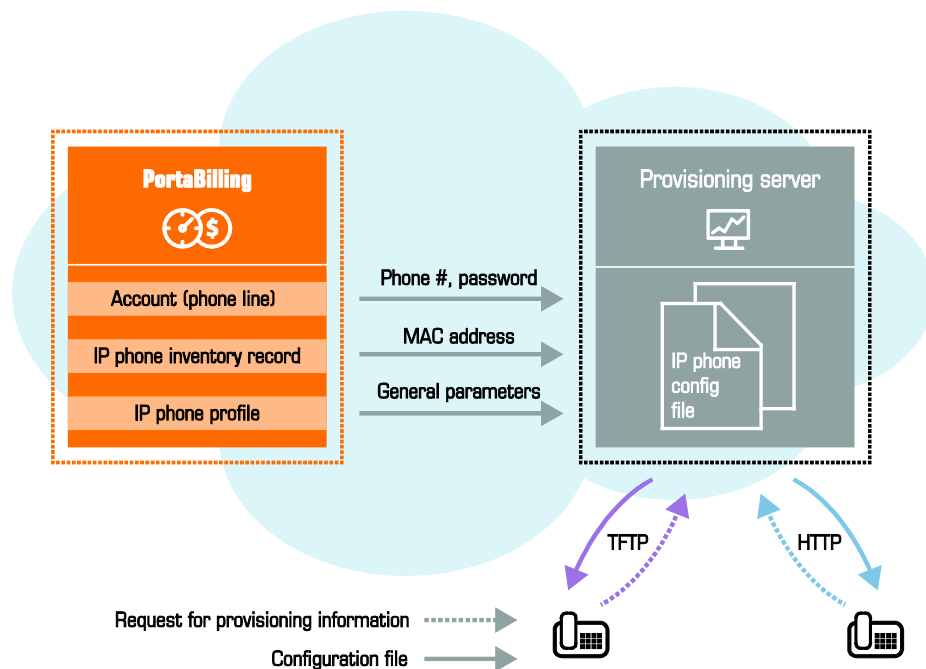 PortaBilling
$
Account (phone line)
IP phone inventory record
IP phone profile
Phone #, password
MAC address
General parameters
Provisioning server
IP phone
config
file
TFTP
HTTP
Request for provisioning information
Configuration file